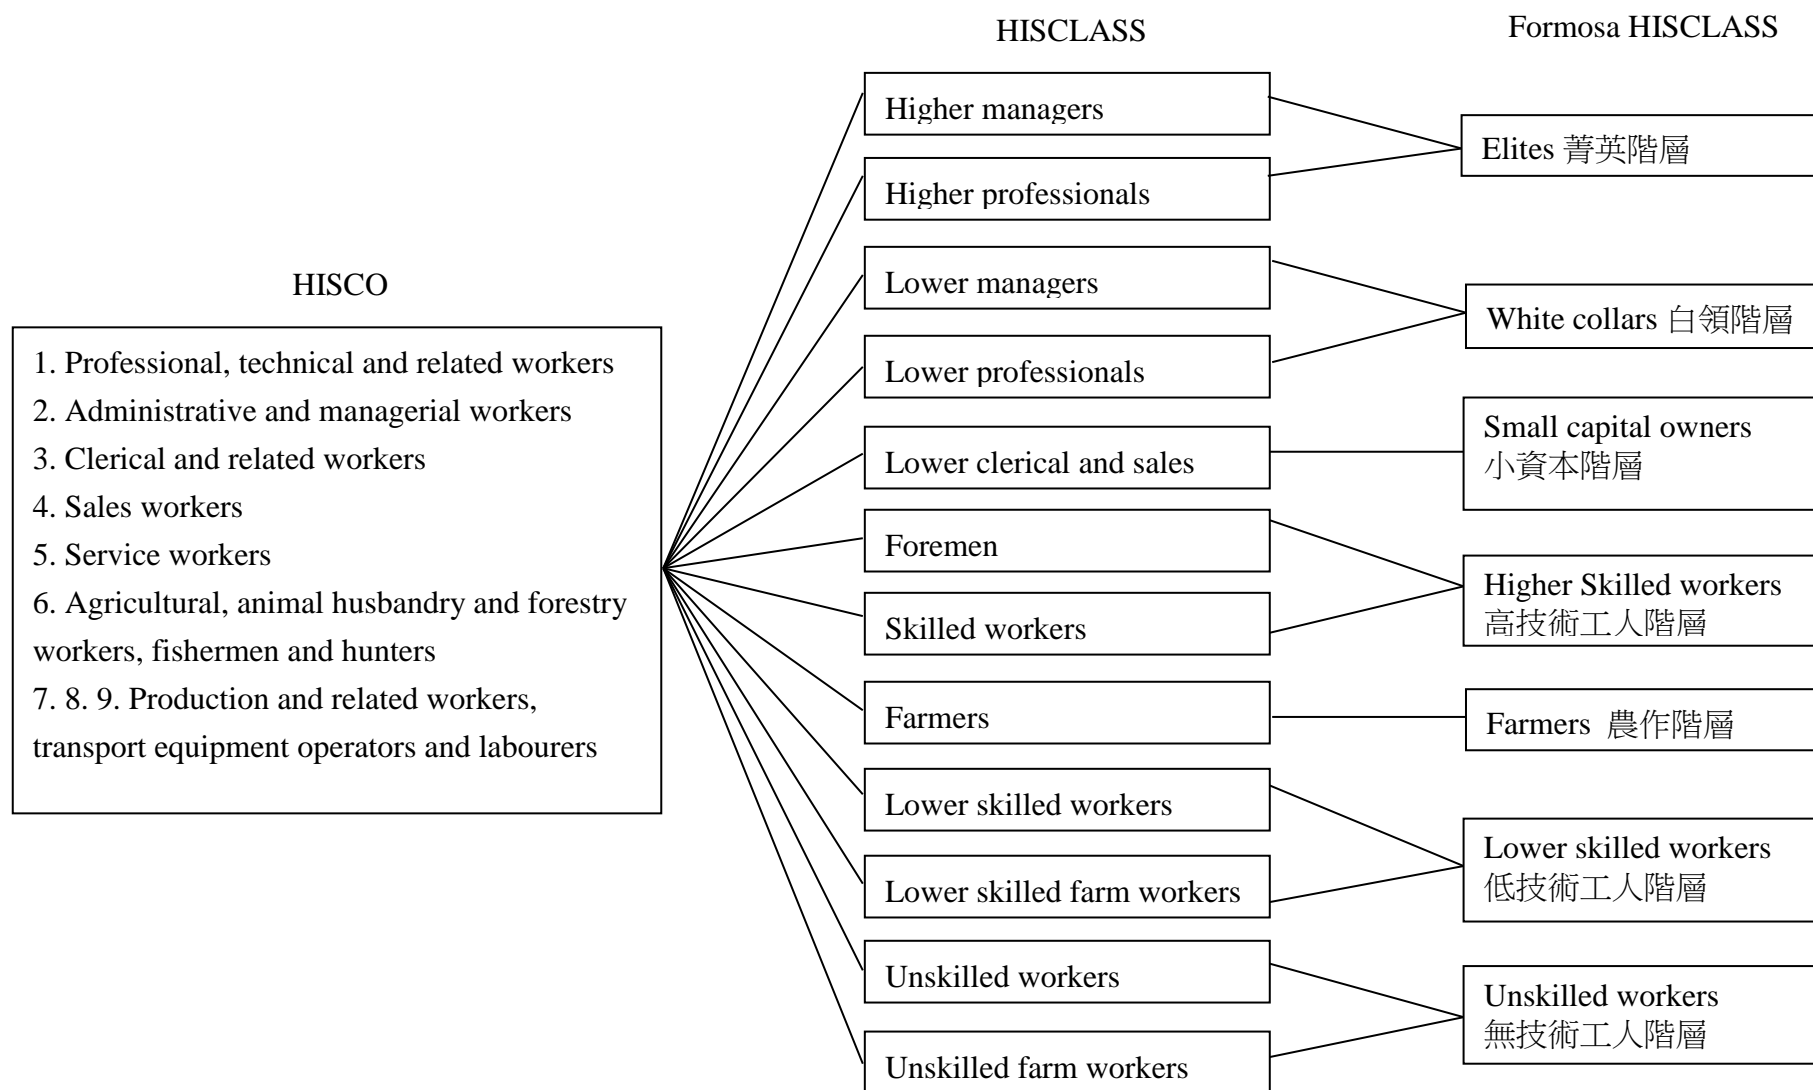 HISCO
1. Professional, technical and related workers
2. Administrative and managerial workers
3. Clerical and related workers
4. Sales workers
5. Service workers
6. Agricultural, animal husbandry and forestry
workers, fishermen and hunters
7. 8. 9. Production and related workers,
transport equipment operators and labourers
HISCLASS
Higher managers
Higher professionals
Lower managers
Lower professionals
Lower clerical and sales
Foremen
Skilled workers
Farmers
Lower skilled workers
Lower skilled farm workers
Unskilled workers
Unskilled farm workers
Formosa HISCLASS
Elites 菁英階層
White collars 白領階層
Small capital owners
小資本階層
Higher Skilled workers
高技術工人階層
Farmers 農作階層
Lower skilled workers
低技術工人階層
Unskilled workers
無技術工人階層